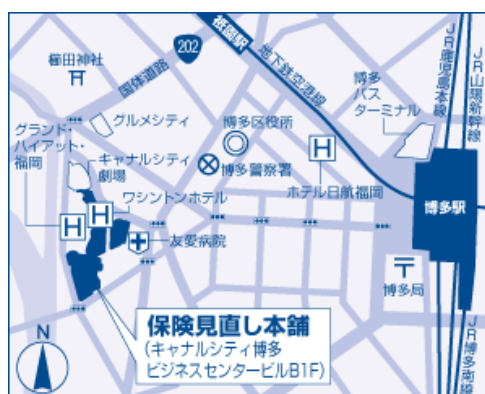 櫛田神社
国体道路
202
祇園駅
地下鉄空港線
博多
バス
ターミナル
JR鹿児島本線
JR山陽新幹線
グランド・
ハイアット・
福岡
グルメシティ
博多区役所
キャナルシティ
劇場
博多警察署
H
ホテル日航福岡
ワシントンホテル
博多駅
H
H
友愛病院
博多局
保険見直し本舗
(キャナルシティ博多
ビジネスセンタービルB1F)
N
JR博多南線